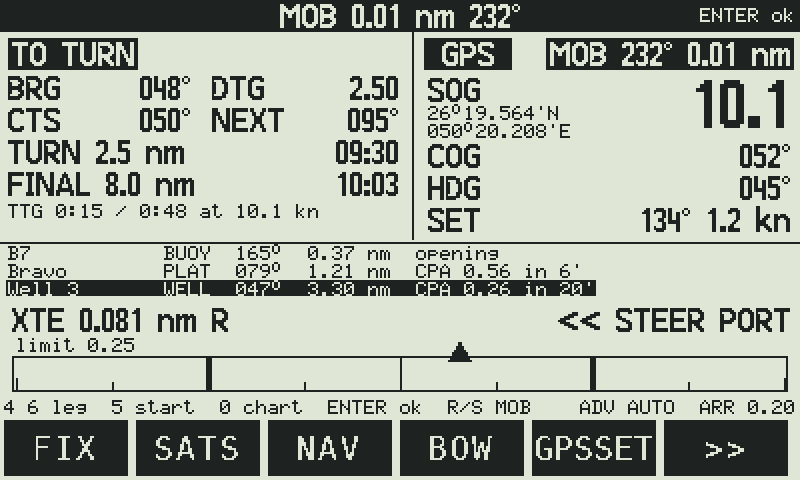 MOB 0.01 nm 232° ENTER ok
TO TURN
BRG 048° DTG 2.50
CTS 050° NEXT 095°
TURN 2.5 nm 09:30
FINAL 8.0 nm 10:03
TTG 0:15 / 0:48 at 10.1 kn
GPS MOB 232° 0.01 nm
SOG 10.1
26°19.564'N
050°20.208'E
COG 052°
HDG 045°
SET 134° 1.2 kn
B7 BUOY 165° 0.37 nm opening
Bravo PLAT 079° 1.21 nm CPA 0.56 in 6'
Well 3 WELL 047° 3.30 nm CPA 0.26 in 20'
XTE 0.081 nm R << STEER PORT
limit 0.25
4 6 leg 5 start 0 chart ENTER ok R/S MOB ADV AUTO ARR 0.20
FIX SATS NAV BOW GPSSET >>